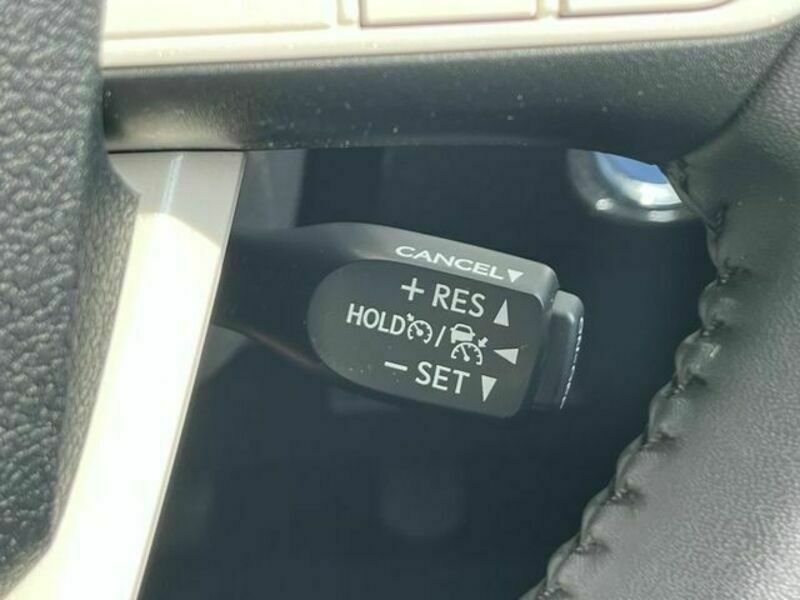 CANCEL▼
+ RES ▲
HOLD /
− SET ▼